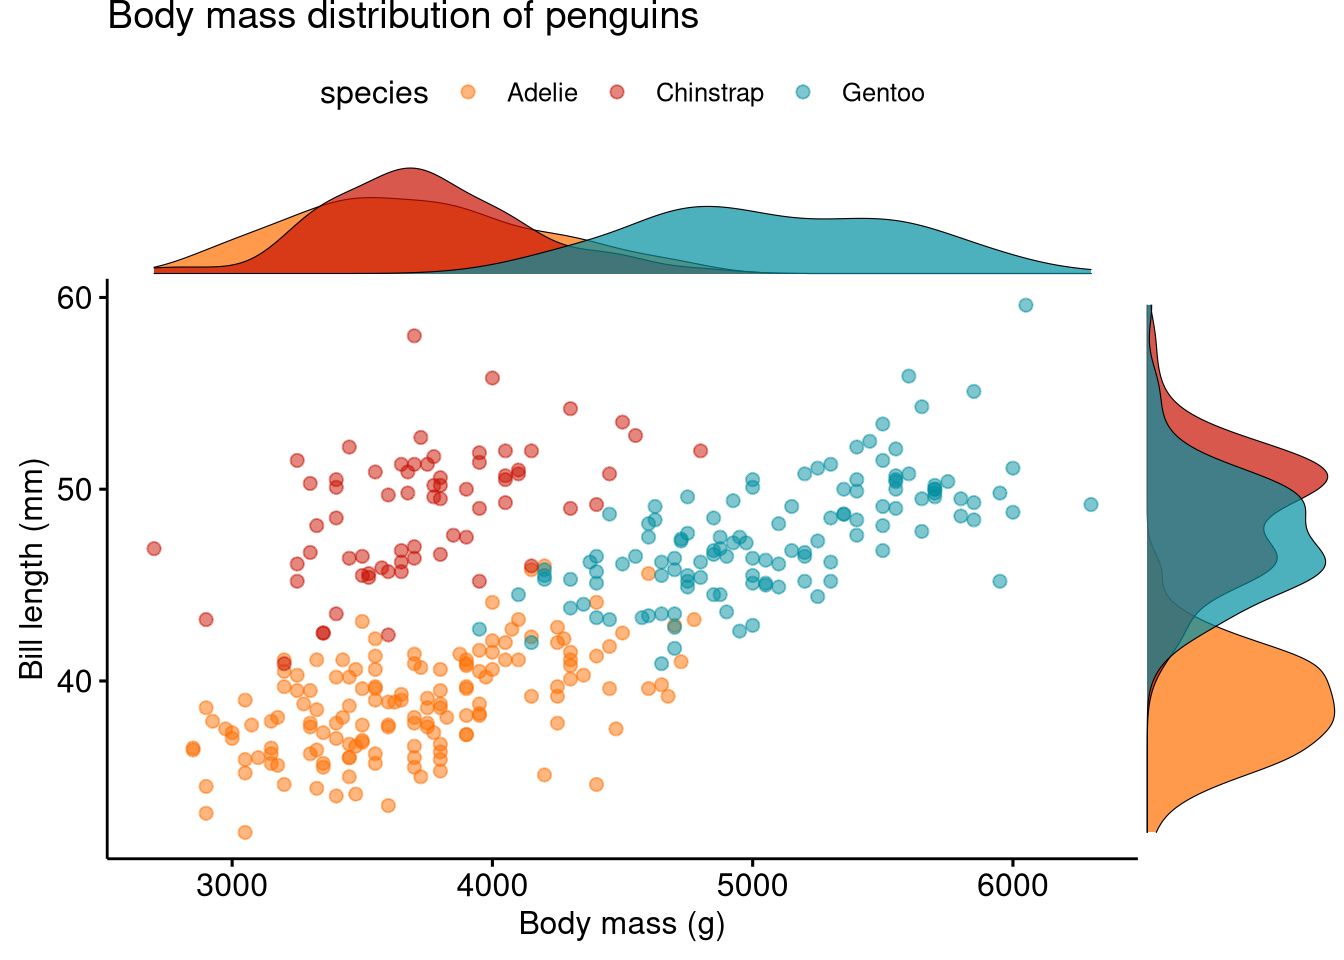 Body mass distribution of penguins
species Adelie Chinstrap Gentoo
60
50
40
Bill length (mm)
3000 4000 5000 6000
Body mass (g)